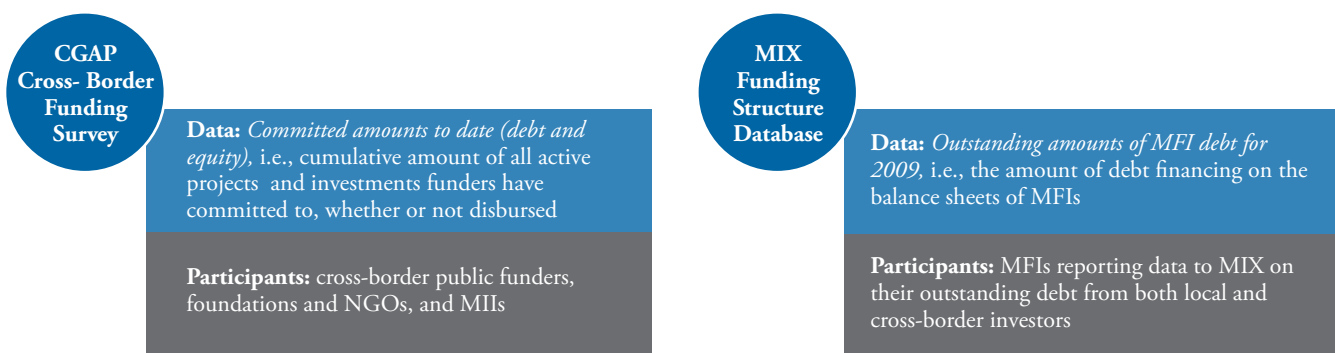 CGAP
Cross- Border
Funding
Survey
Data: Committed amounts to date (debt and
equity), i.e., cumulative amount of all active
projects and investments funders have
committed to, whether or not disbursed
Participants: cross-border public funders,
foundations and NGOs, and MIIs
MIX
Funding
Structure
Database
Data: Outstanding amounts of MFI debt for
2009, i.e., the amount of debt financing on the
balance sheets of MFIs
Participants: MFIs reporting data to MIX on
their outstanding debt from both local and
cross-border investors